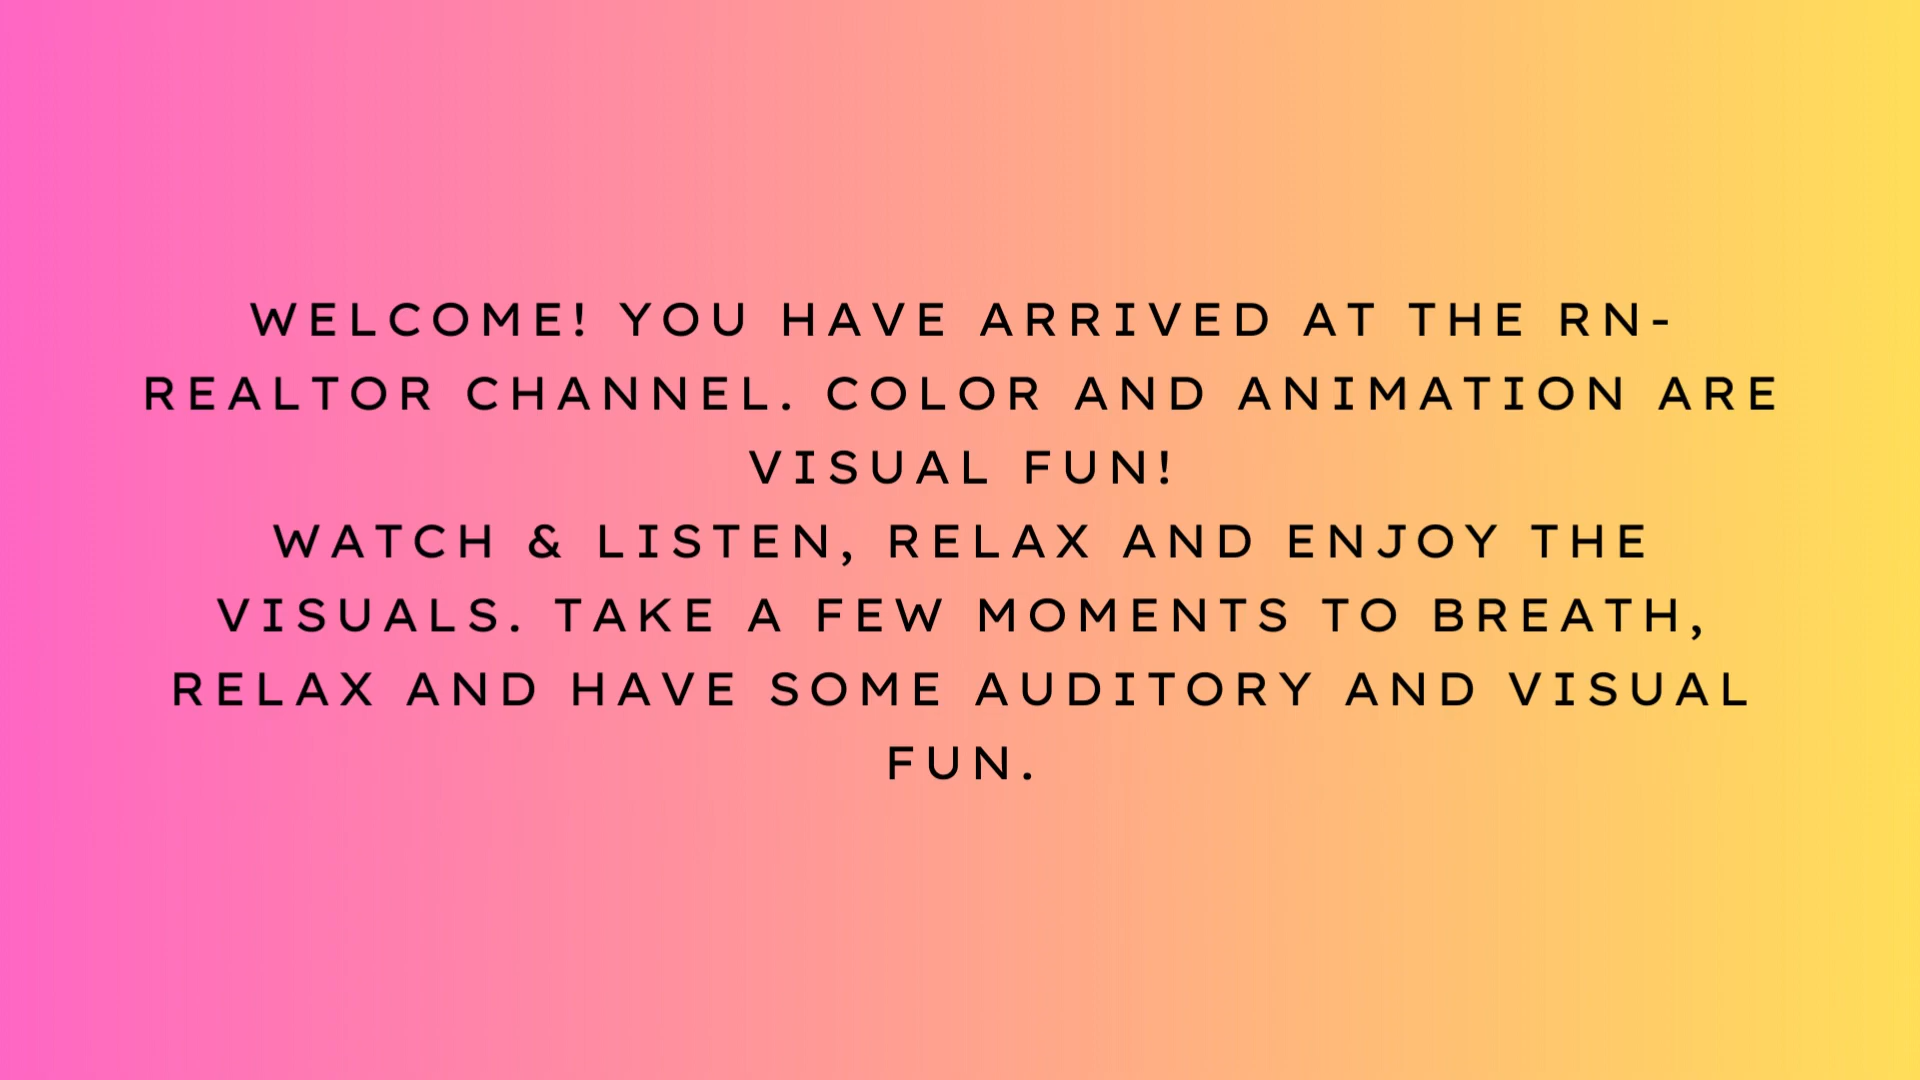 WELCOME! YOU HAVE ARRIVED AT THE RN-
REALTOR CHANNEL. COLOR AND ANIMATION ARE
VISUAL FUN!
WATCH & LISTEN, RELAX AND ENJOY THE
VISUALS. TAKE A FEW MOMENTS TO BREATH,
RELAX AND HAVE SOME AUDITORY AND VISUAL
FUN.